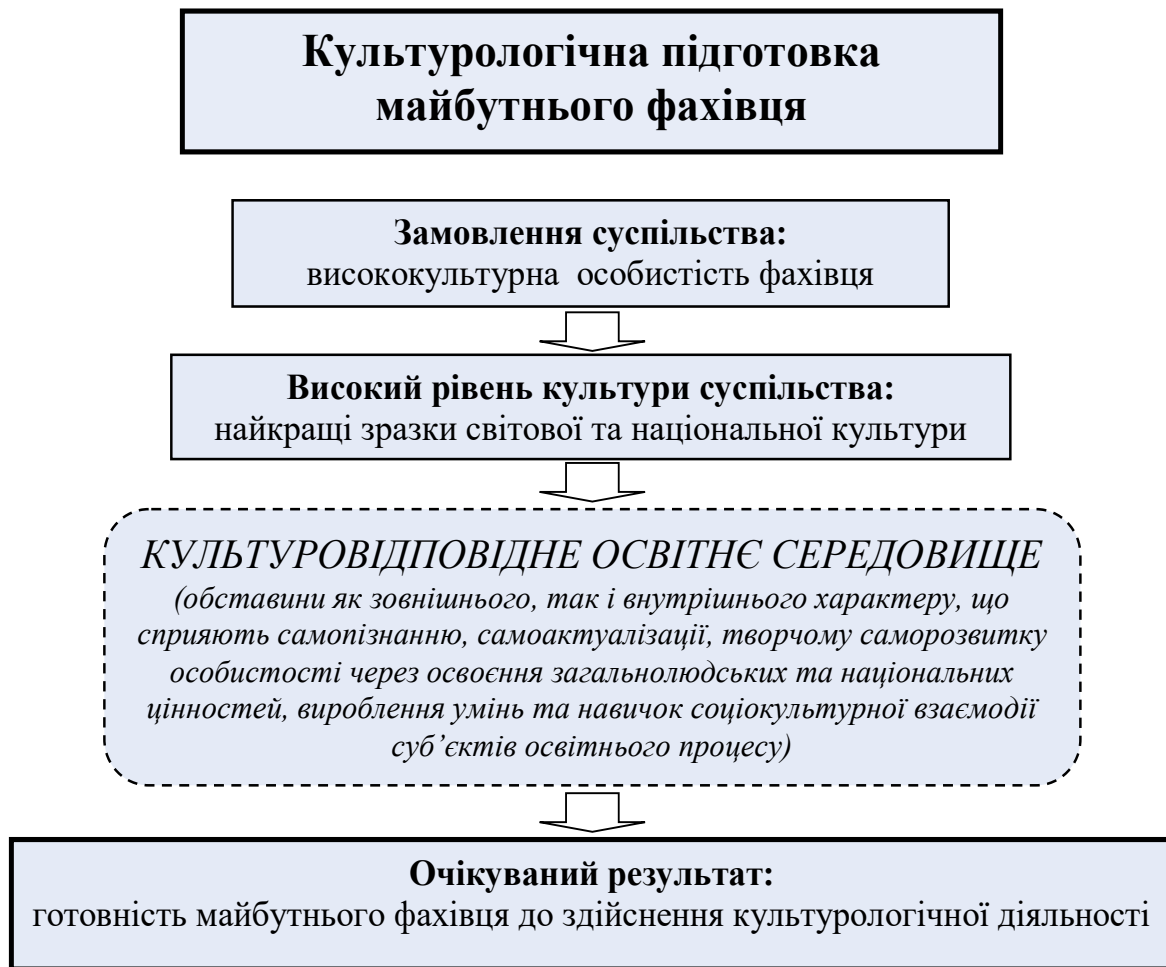 Культурологічна підготовка
майбутнього фахівця
Замовлення суспільства:
висококультурна особистість фахівця
Високий рівень культури суспільства:
найкращі зразки світової та національної культури
КУЛЬТУРОВІДПОВІДНЕ ОСВІТНЄ СЕРЕДОВИЩЕ
(обставини як зовнішнього, так і внутрішнього характеру, що
сприяють самопізнанню, самоактуалізації, творчому саморозвитку
особистості через освоєння загальнолюдських та національних
цінностей, вироблення умінь та навичок соціокультурної взаємодії
суб’єктів освітнього процесу)
Очікуваний результат:
готовність майбутнього фахівця до здійснення культурологічної діяльності